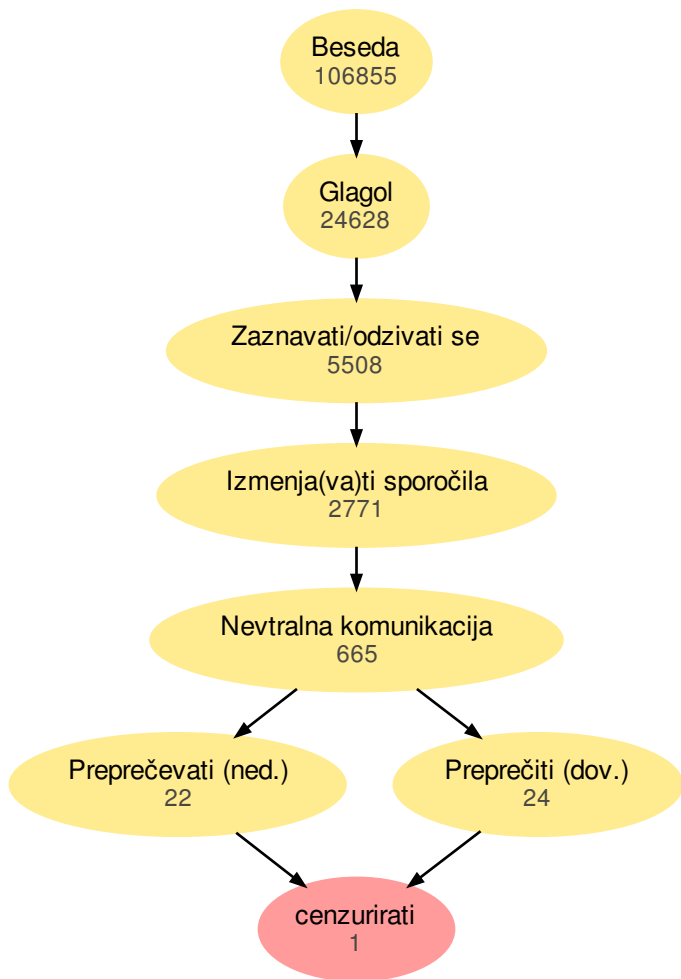 Beseda
106855
Glagol
24628
Zaznavati/odzivati se
5508
Izmenja(va)ti sporočila
2771
Nevtralna komunikacija
665
Preprečevati (ned.)
22
Preprečiti (dov.)
24
cenzurirati
1